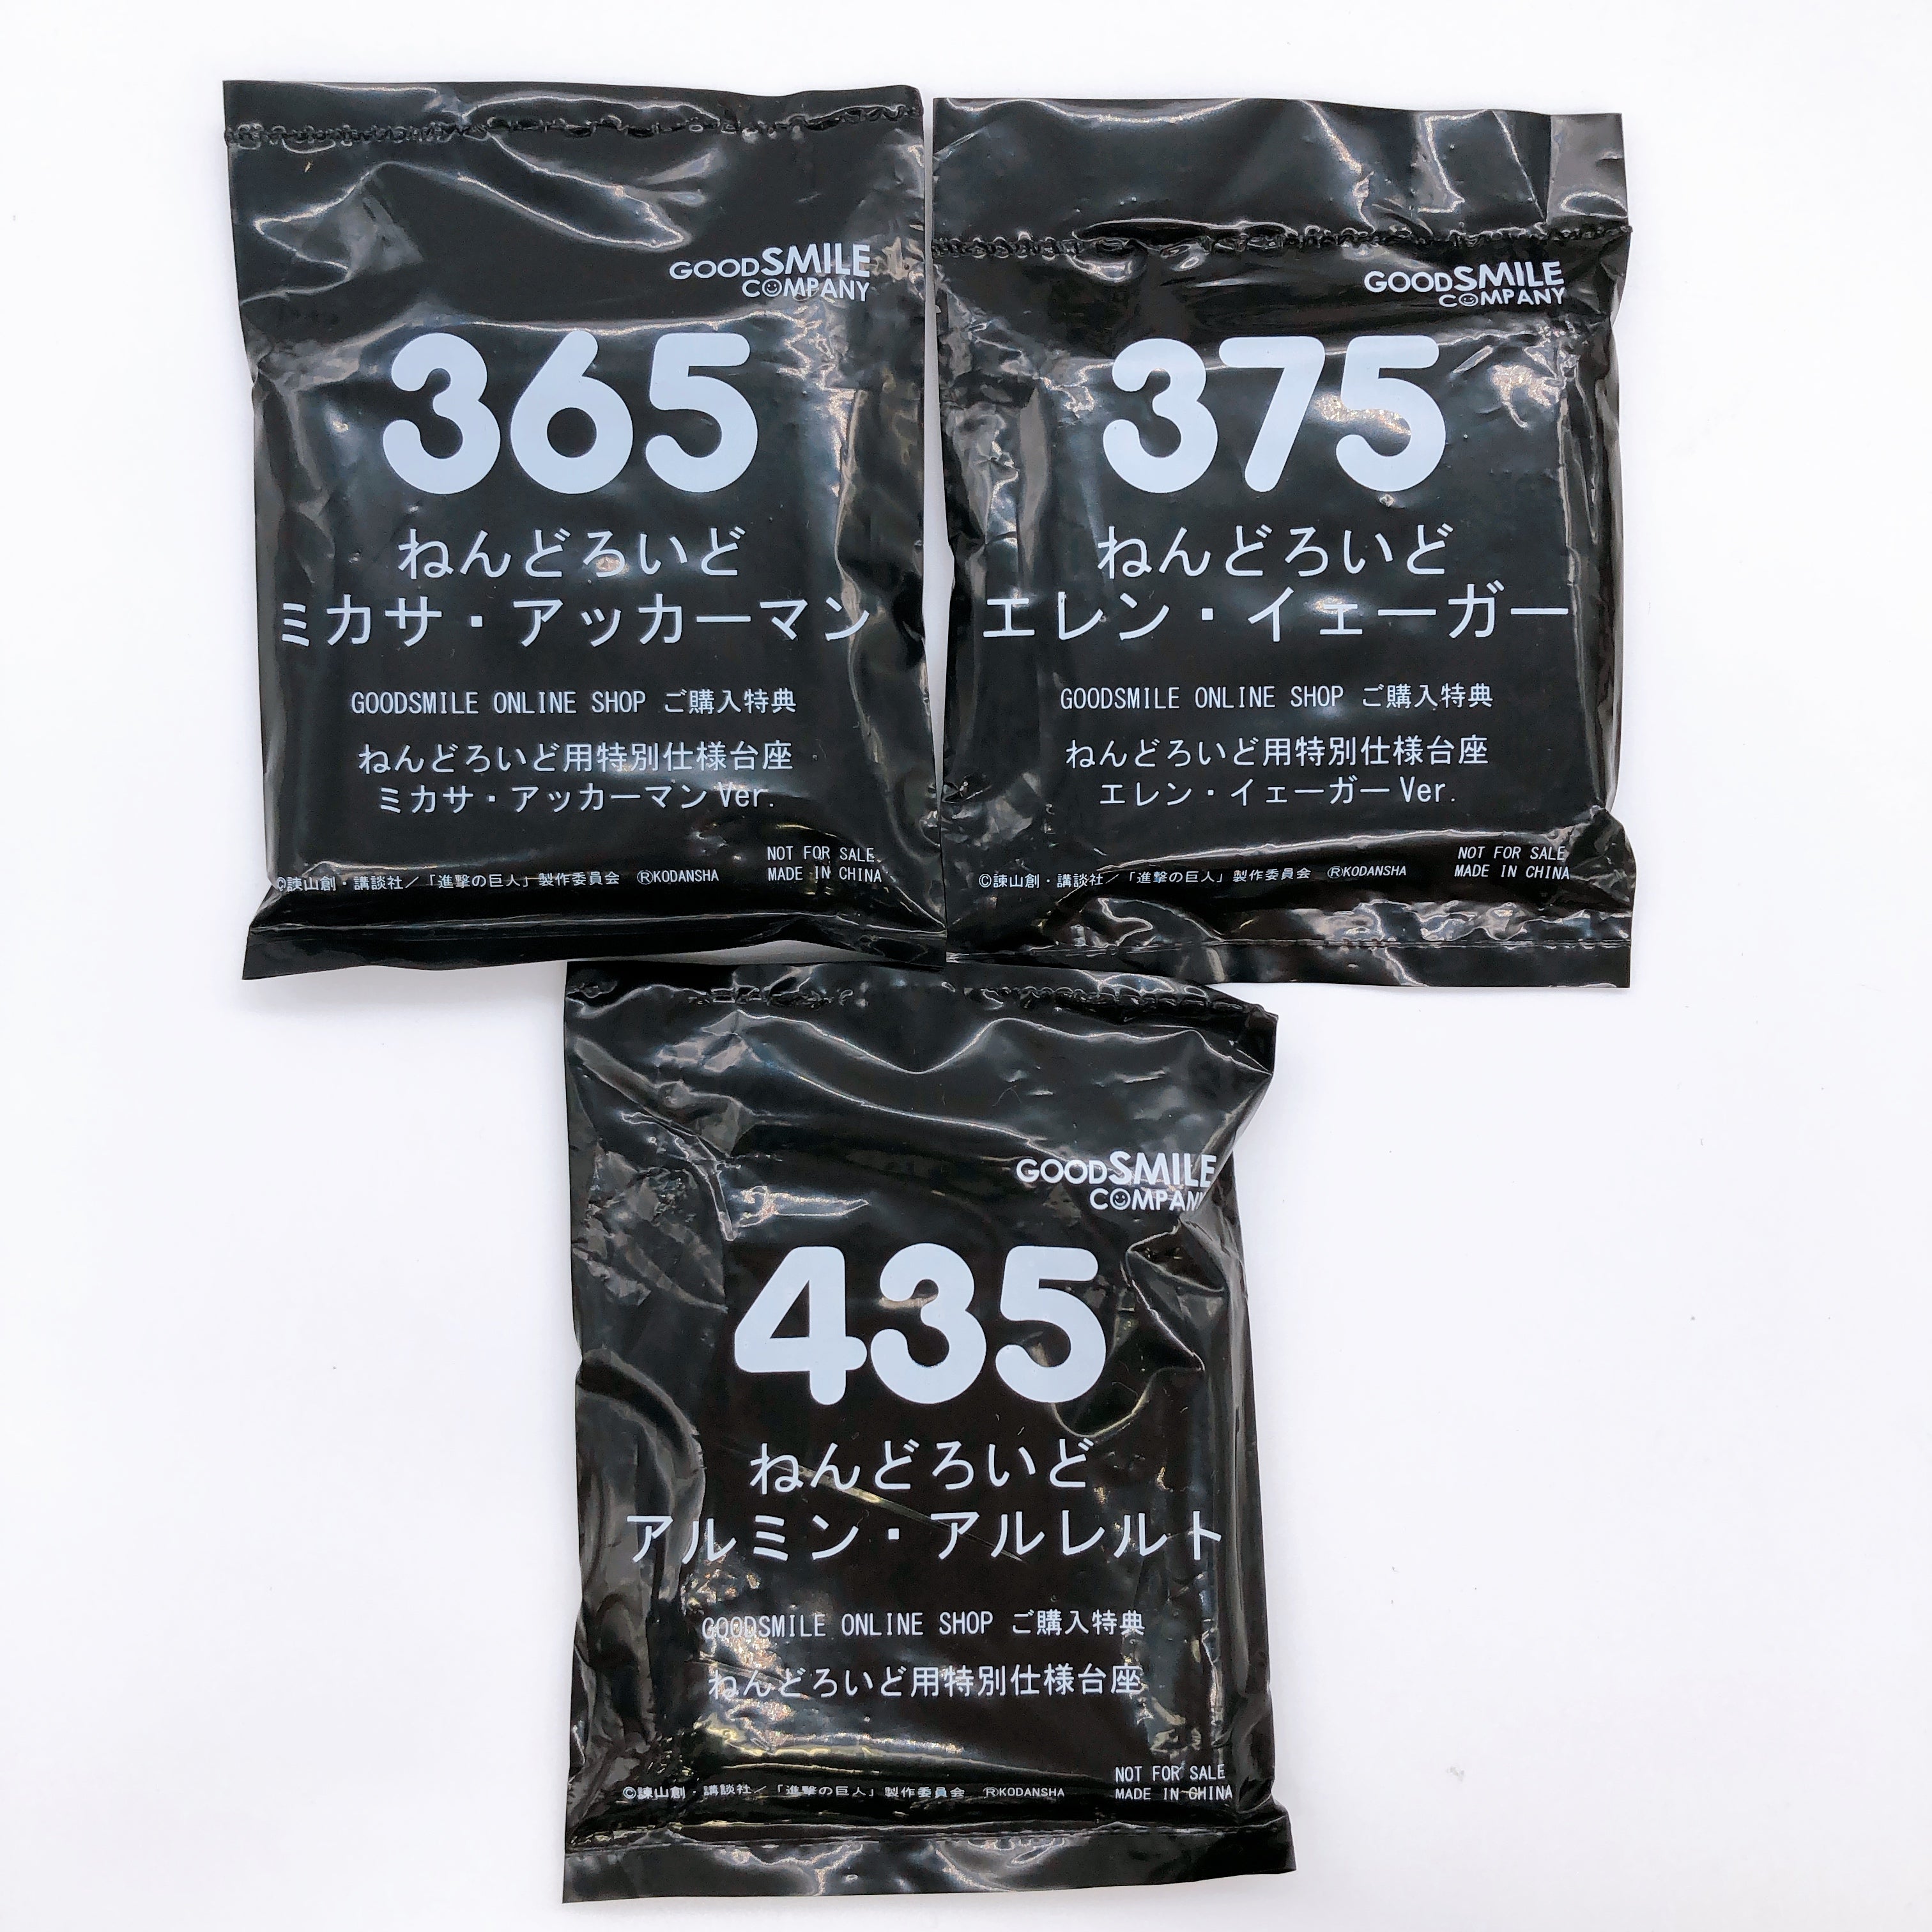 GOODSMILE
COMPANY
365
ねんどろいど
ミカサ・アッカーマン
GOODSMILE ONLINE SHOP ご購入特典
ねんどろいど用特別仕様台座
ミカサ・アッカーマン Ver.
NOT FOR SALE
MADE IN CHINA
©諫山創・講談社／「進撃の巨人」製作委員会 ®KODANSHA
GOODSMILE
COMPANY
375
ねんどろいど
エレン・イェーガー
GOODSMILE ONLINE SHOP ご購入特典
ねんどろいど用特別仕様台座
エレン・イェーガー Ver.
NOT FOR SALE
MADE IN CHINA
©諫山創・講談社／「進撃の巨人」製作委員会 ®KODANSHA
GOODSMILE
COMPANY
435
ねんどろいど
アルミン・アルレルト
GOODSMILE ONLINE SHOP ご購入特典
ねんどろいど用特別仕様台座
NOT FOR SALE
MADE IN CHINA
©諫山創・講談社／「進撃の巨人」製作委員会 ®KODANSHA